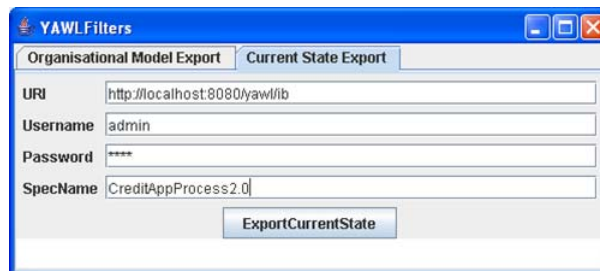 YAWLFilters
Organisational Model Export Current State Export
URI http://localhost:8080/yawl/ib
Username admin
Password ****
SpecName CreditAppProcess2.0
ExportCurrentState